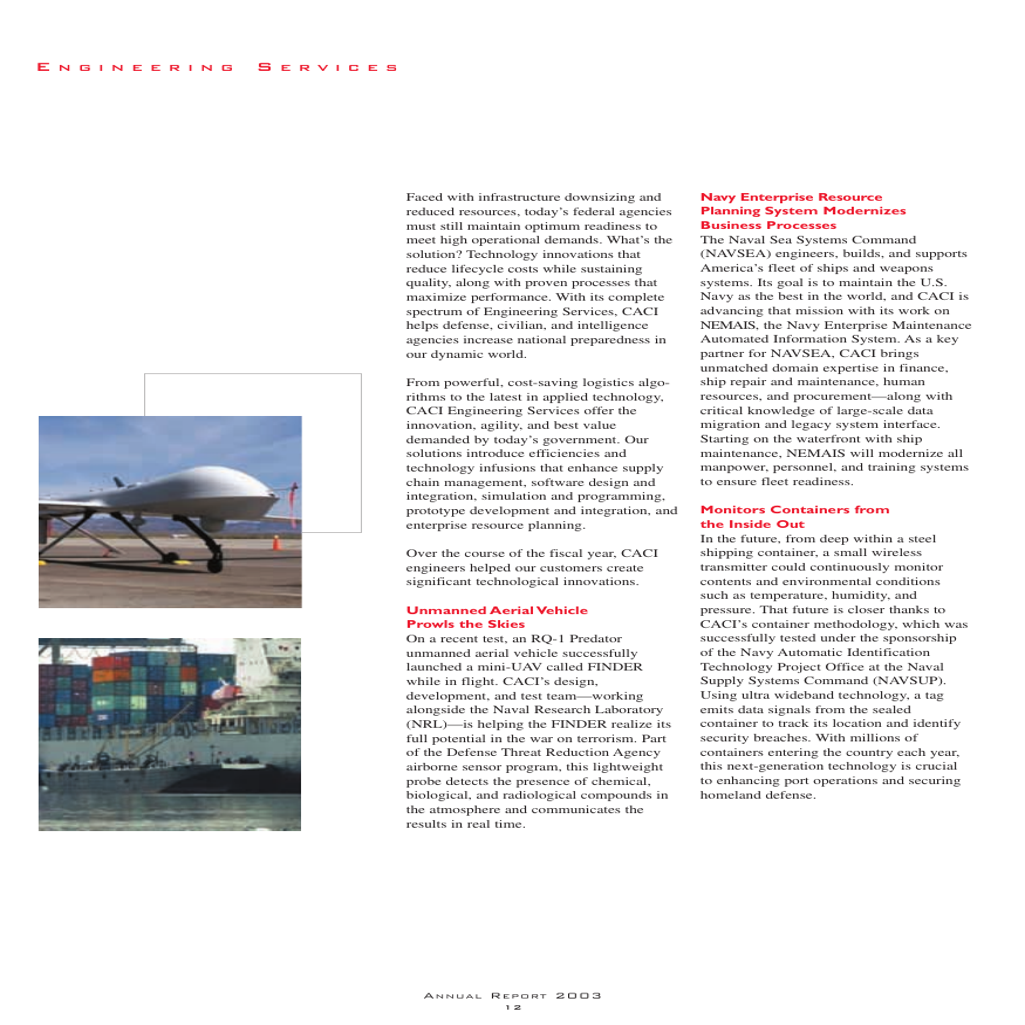 Engineering Services
Faced with infrastructure downsizing and
reduced resources, today's federal agencies
must still maintain optimum readiness to
meet high operational demands. What's the
solution? Technology innovations that
reduce lifecycle costs while sustaining
quality, along with proven processes that
maximize performance. With its complete
spectrum of Engineering Services, CACI
helps defense, civilian, and intelligence
agencies increase national preparedness in
our dynamic world.
From powerful, cost-saving logistics algo-
rithms to the latest in applied technology,
CACI Engineering Services offer the
innovation, agility, and best value
demanded by today's government. Our
solutions introduce efficiencies and
technology infusions that enhance supply
chain management, software design and
integration, simulation and programming,
prototype development and integration, and
enterprise resource planning.
Over the course of the fiscal year, CACI
engineers helped our customers create
significant technological innovations.
Unmanned Aerial Vehicle
Prowls the Skies
On a recent test, an RQ-1 Predator
unmanned aerial vehicle successfully
launched a mini-UAV called FINDER
while in flight. CACI's design,
development, and test team—working
alongside the Naval Research Laboratory
(NRL)—is helping the FINDER realize its
full potential in the war on terrorism. Part
of the Defense Threat Reduction Agency
airborne sensor program, this lightweight
probe detects the presence of chemical,
biological, and radiological compounds in
the atmosphere and communicates the
results in real time.
Navy Enterprise Resource
Planning System Modernizes
Business Processes
The Naval Sea Systems Command
(NAVSEA) engineers, builds, and supports
America's fleet of ships and weapons
systems. Its goal is to maintain the U.S.
Navy as the best in the world, and CACI is
advancing that mission with its work on
NEMAIS, the Navy Enterprise Maintenance
Automated Information System. As a key
partner for NAVSEA, CACI brings
unmatched domain expertise in finance,
ship repair and maintenance, human
resources, and procurement—along with
critical knowledge of large-scale data
migration and legacy system interface.
Starting on the waterfront with ship
maintenance, NEMAIS will modernize all
manpower, personnel, and training systems
to ensure fleet readiness.
Monitors Containers from
the Inside Out
In the future, from deep within a steel
shipping container, a small wireless
transmitter could continuously monitor
contents and environmental conditions
such as temperature, humidity, and
pressure. That future is closer thanks to
CACI's container methodology, which was
successfully tested under the sponsorship
of the Navy Automatic Identification
Technology Project Office at the Naval
Supply Systems Command (NAVSUP).
Using ultra wideband technology, a tag
emits data signals from the sealed
container to track its location and identify
security breaches. With millions of
containers entering the country each year,
this next-generation technology is crucial
to enhancing port operations and securing
homeland defense.
Annual Report 2003
12